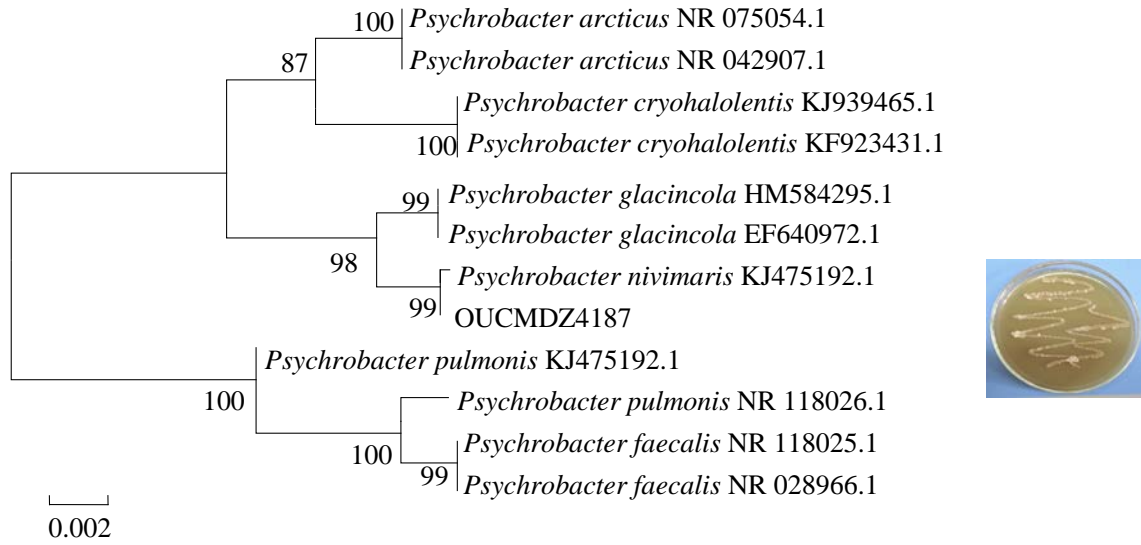 100
Psychrobacter arcticus NR 075054.1
87
Psychrobacter arcticus NR 042907.1
Psychrobacter cryohalolentis KJ939465.1
100
Psychrobacter cryohalolentis KF923431.1
Psychrobacter glacincola HM584295.1
99
Psychrobacter glacincola EF640972.1
98
Psychrobacter nivimaris KJ475192.1
99
OUCMDZ4187
Psychrobacter pulmonis KJ475192.1
100
Psychrobacter pulmonis NR 118026.1
100
Psychrobacter faecalis NR 118025.1
99
Psychrobacter faecalis NR 028966.1
0.002